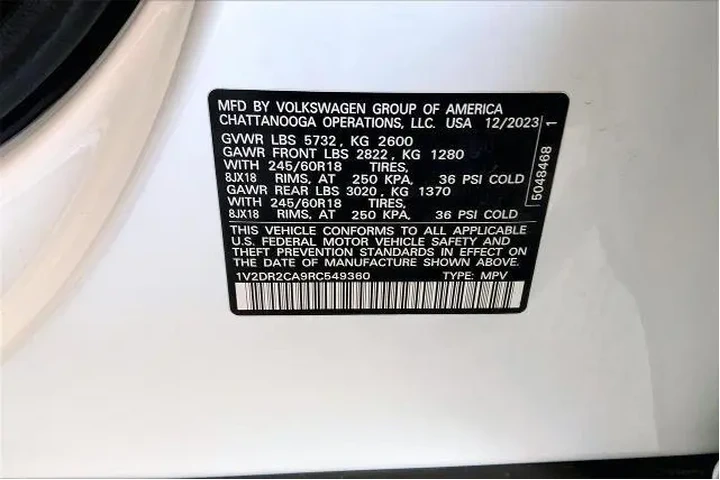 MFD BY VOLKSWAGEN GROUP OF AMERICA
CHATTANOOGA OPERATIONS, LLC. USA 12/2023
GVWR LBS 5732 , KG 2600
GAWR FRONT LBS 2822 , KG 1280
WITH 245/60R18 TIRES,
8JX18 RIMS, AT 250 KPA, 36 PSI COLD
GAWR REAR LBS 3020 , KG 1370
WITH 245/60R18 TIRES,
8JX18 RIMS, AT 250 KPA, 36 PSI COLD
THIS VEHICLE CONFORMS TO ALL APPLICABLE
U.S. FEDERAL MOTOR VEHICLE SAFETY AND
THEFT PREVENTION STANDARDS IN EFFECT ON
THE DATE OF MANUFACTURE SHOWN ABOVE.
1V2DR2CA9RC549360 TYPE: MPV
5048468 1